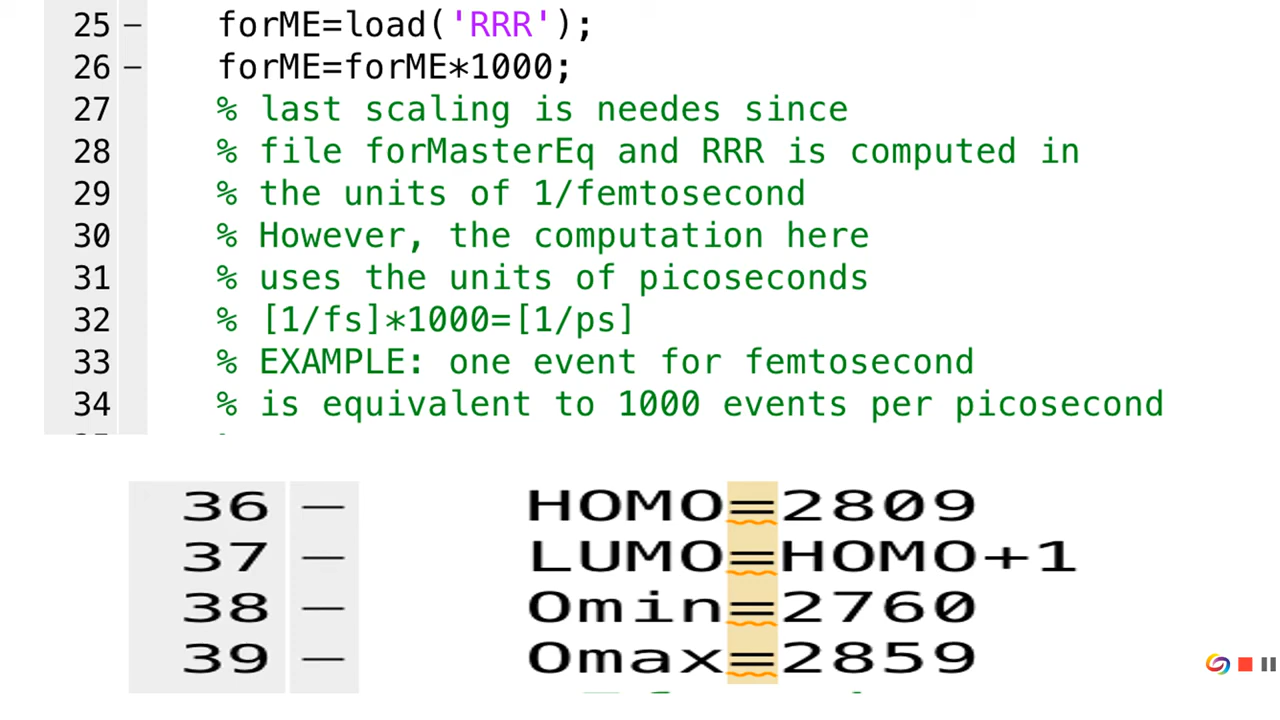 25 – forME=load('RRR');
26 – forME=forME*1000;
27 % last scaling is needes since
28 % file forMasterEq and RRR is computed in
29 % the units of 1/femtosecond
30 % However, the computation here
31 % uses the units of picoseconds
32 % [1/fs]*1000=[1/ps]
33 % EXAMPLE: one event for femtosecond
34 % is equivalent to 1000 events per picosecond
36 – HOMO=2809
37 – LUMO=HOMO+1
38 – Omin=2760
39 – Omax=2859